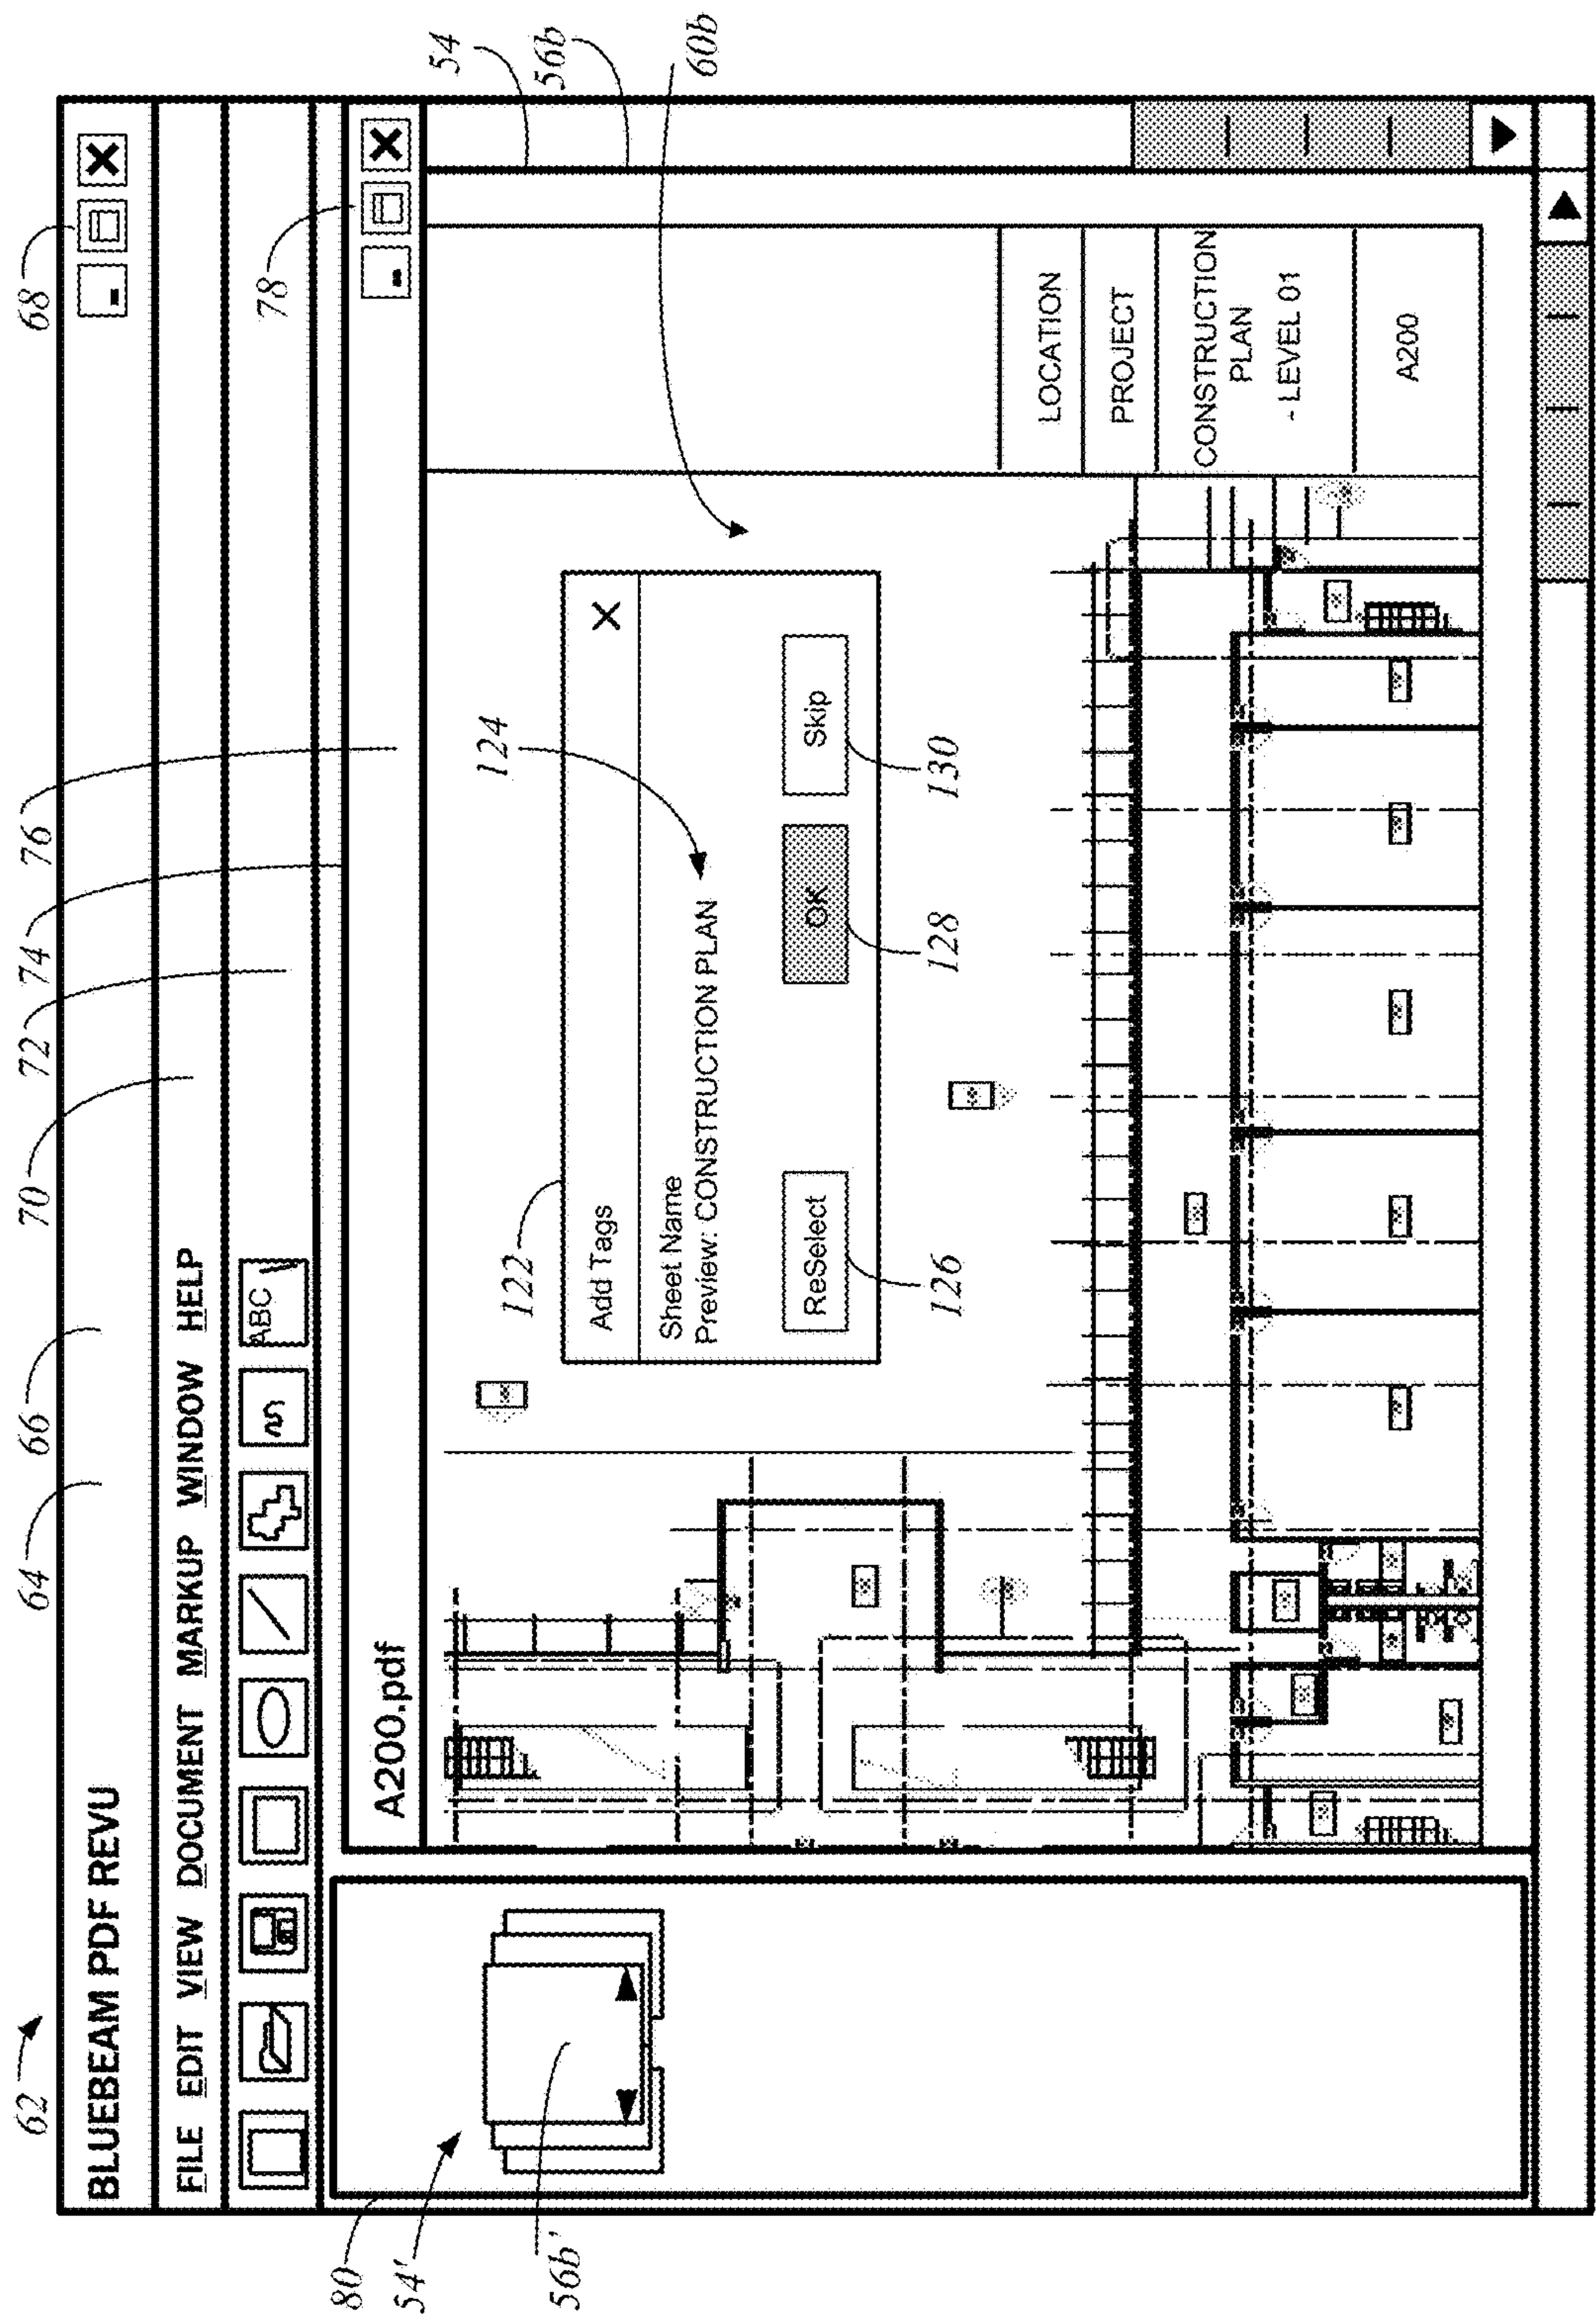 62
64
66
70
72
74
76
68
BLUEBEAM PDF REVU
FILE EDIT VIEW DOCUMENT MARKUP WINDOW HELP
ABC
78
80
54'
56b'
A200.pdf
54
56b
60b
122
124
Add Tags
Sheet Name
Preview: CONSTRUCTION PLAN
ReSelect
OK
Skip
126
128
130
LOCATION
PROJECT
CONSTRUCTION
PLAN
- LEVEL 01
A200